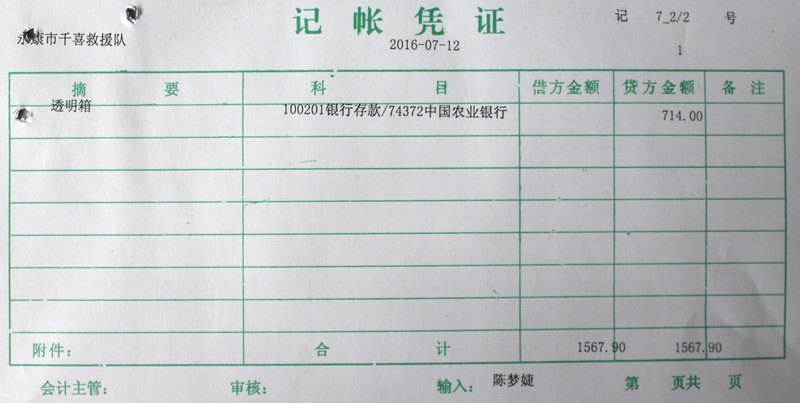 记帐凭证
记 7_2/2 号
永康市千喜救援队
2016-07-12
1
摘 要 科 目 借方金额 贷方金额 备注
透明箱 100201银行存款/74372中国农业银行 714.00
附件： 合 计 1567.90 1567.90
会计主管： 审核： 输入： 陈梦婕 第 页共 页